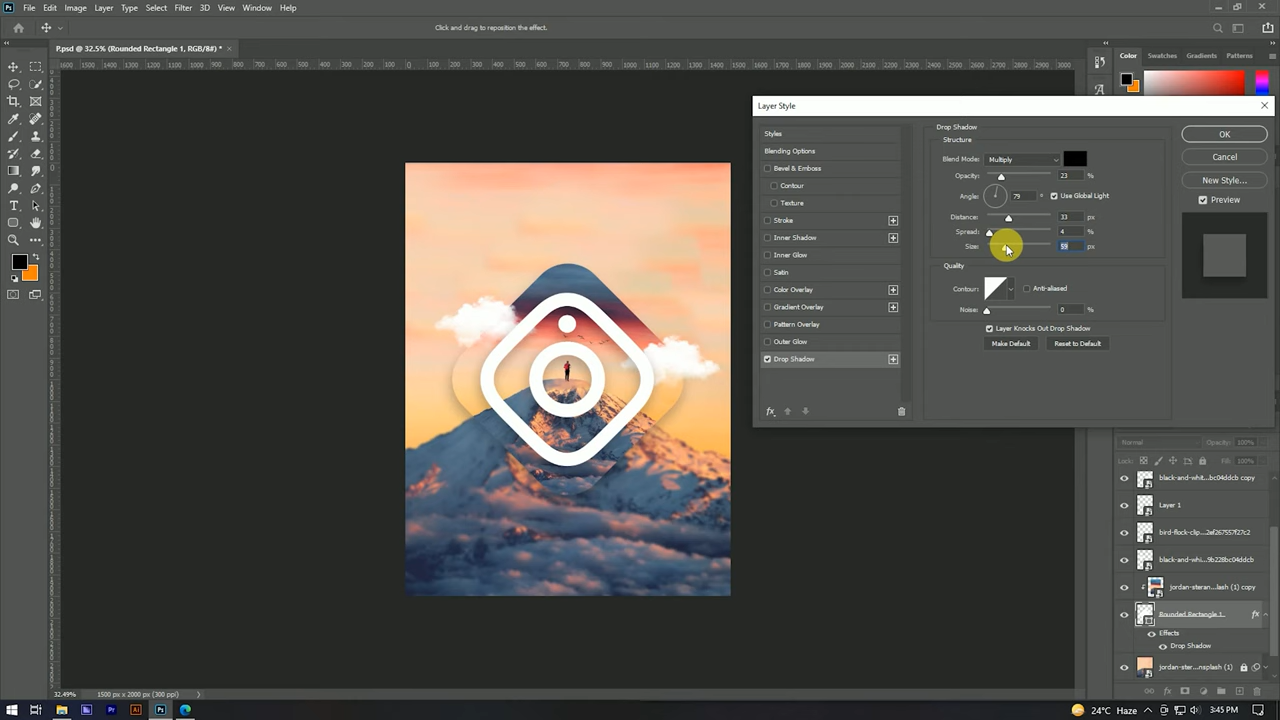 File Edit Image Layer Type Select Filter 3D View Window Help
Click and drag to reposition the effect.
P.psd @ 32.5% (Rounded Rectangle 1, RGB/8#) *
Color Swatches Gradients Patterns
Layer Style
Styles
Blending Options
Bevel & Emboss
Contour
Texture
Stroke
Inner Shadow
Inner Glow
Satin
Color Overlay
Gradient Overlay
Pattern Overlay
Outer Glow
Drop Shadow
Drop Shadow
Structure
Blend Mode: Multiply
Opacity: 23 %
Angle: 79 °
Use Global Light
Distance: 33 px
Spread: 4 %
Size: 59 px
Quality
Contour:
Anti-aliased
Noise: 0 %
Layer Knocks Out Drop Shadow
Make Default Reset to Default
OK
Cancel
New Style...
Preview
Normal Opacity: 100%
Lock: Fill: 100%
black-and-whit...bc04ddcb copy
Layer 1
bird-flock-clip...2ef267557f27c2
black-and-whi...9b228bc04ddcb
jordan-steran...lash (1) copy
Rounded Rectangle 1 fx
Effects
Drop Shadow
jordan-ster...nsplash (1)
32.49% 1500 px x 2000 px (300 ppi)
24°C Haze 3:45 PM